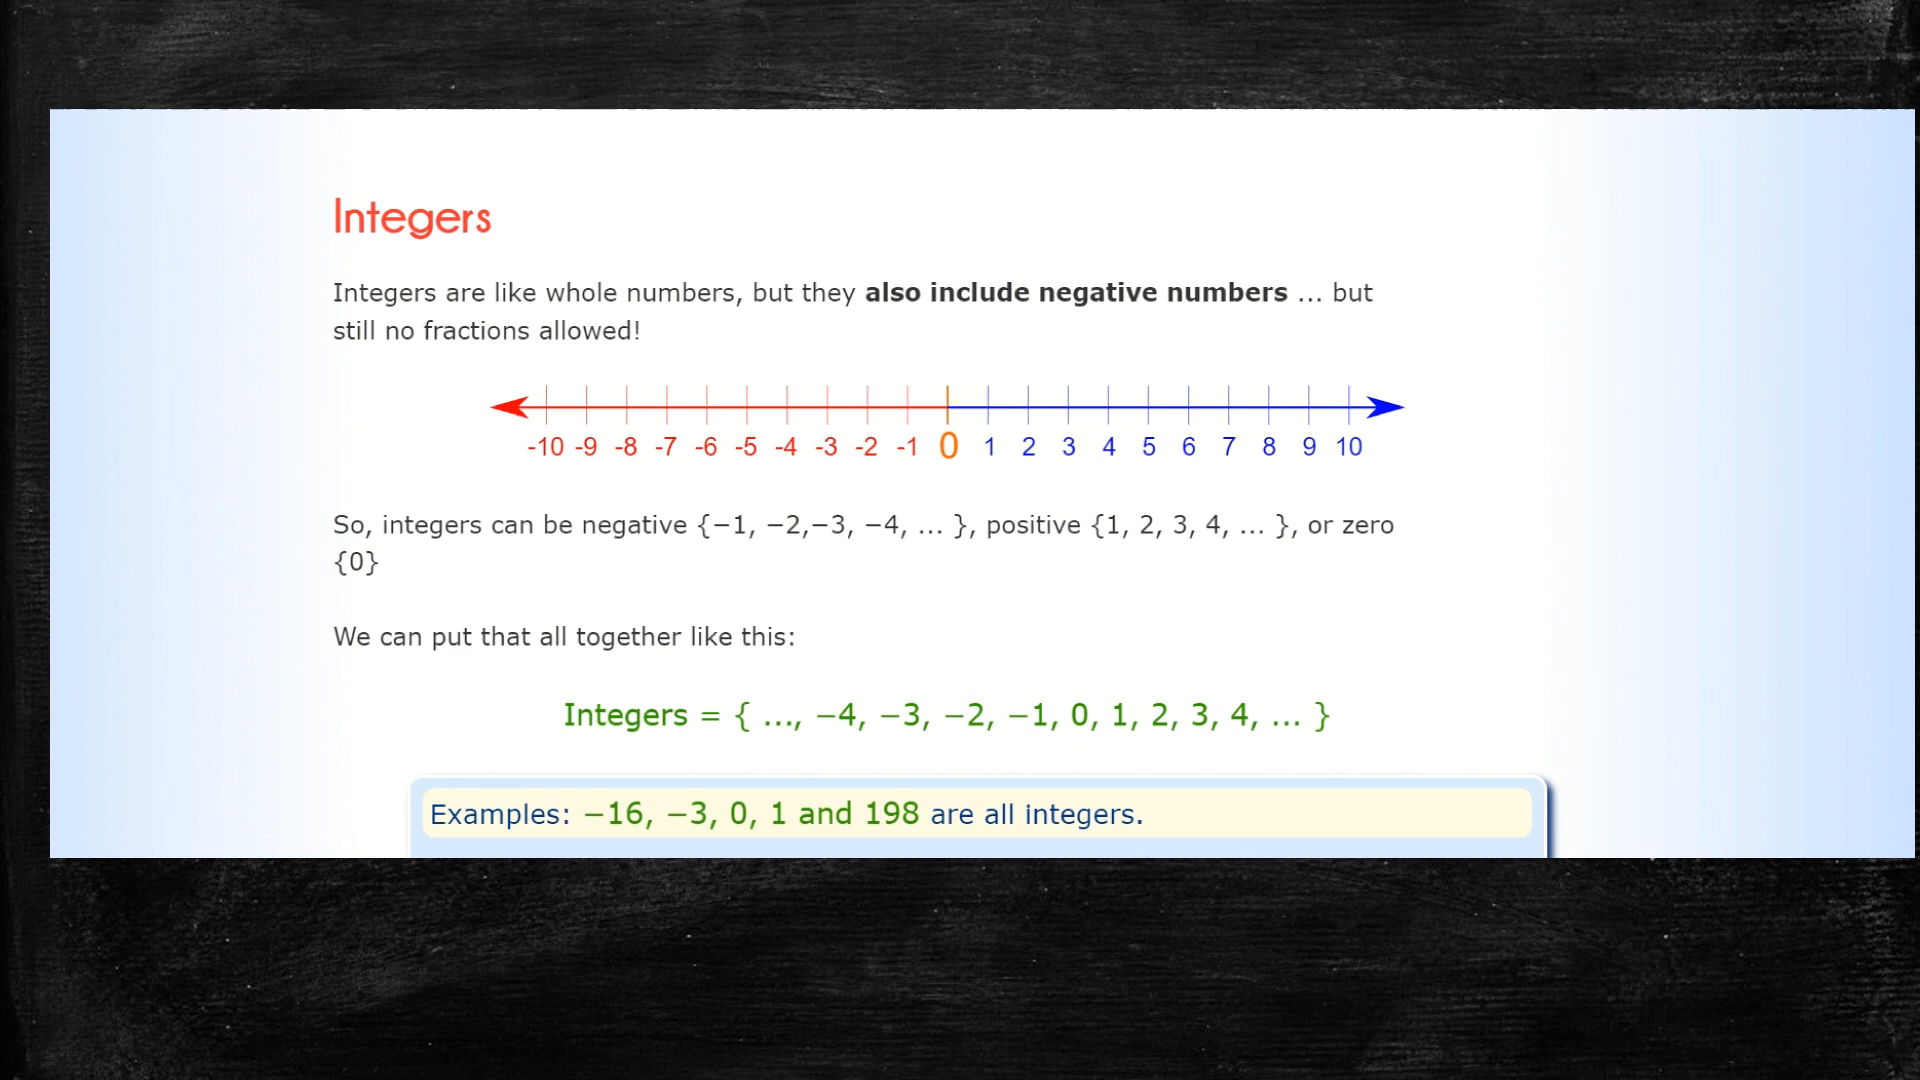 Integers
Integers are like whole numbers, but they also include negative numbers ... but
still no fractions allowed!
-10 -9 -8 -7 -6 -5 -4 -3 -2 -1 0 1 2 3 4 5 6 7 8 9 10
So, integers can be negative {−1, −2,−3, −4, ... }, positive {1, 2, 3, 4, ... }, or zero
{0}
We can put that all together like this:
Integers = { ..., −4, −3, −2, −1, 0, 1, 2, 3, 4, ... }
Examples: −16, −3, 0, 1 and 198 are all integers.